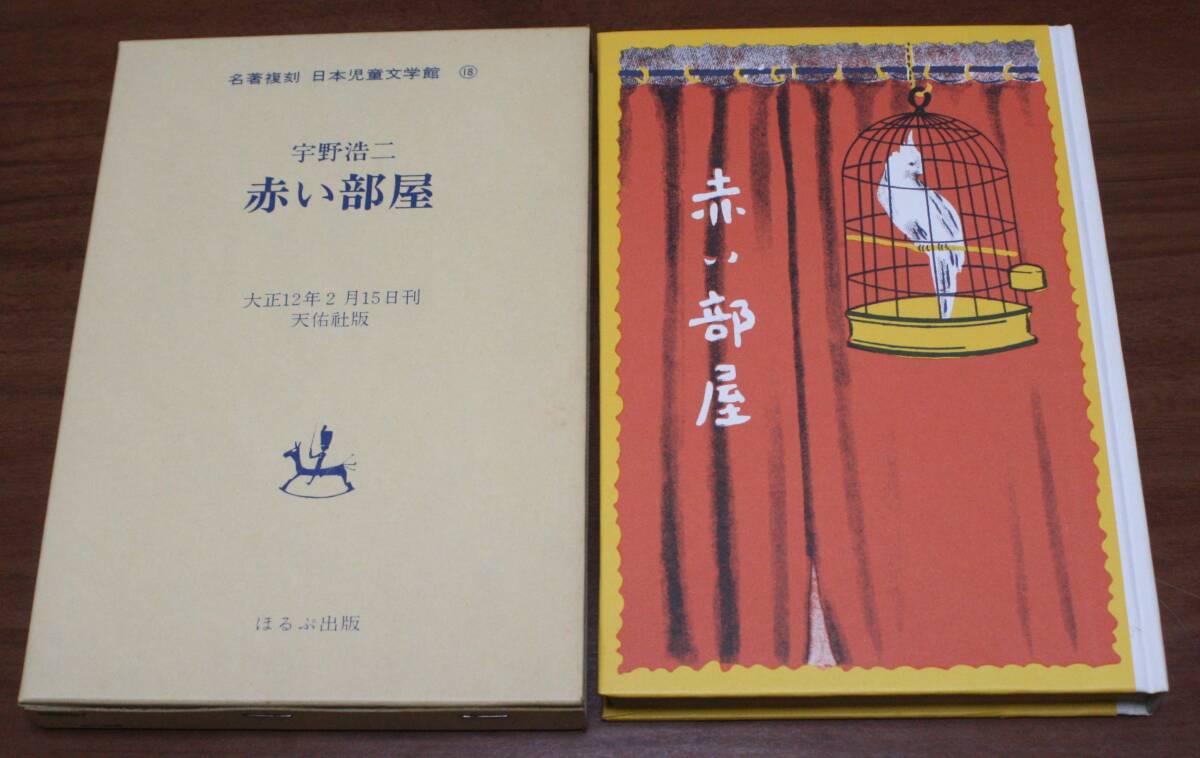 名著複刻 日本児童文学館 ⑱
宇野浩二
赤い部屋
大正12年2月15日刊
天佑社版
ほるぷ出版
赤い部屋